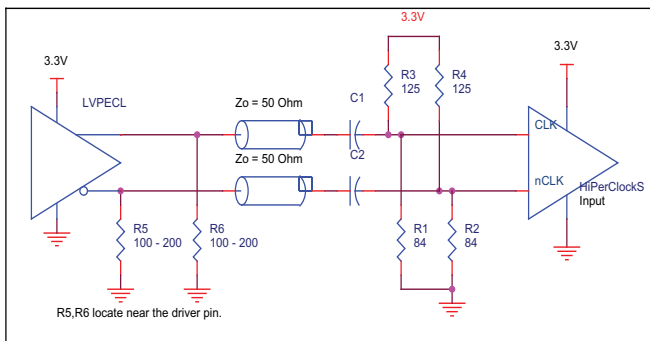 3.3V
3.3V
LVPECL
Zo = 50 Ohm
C1
R3
125
R4
125
3.3V
CLK
Zo = 50 Ohm
C2
nCLK
HiPerClockS
Input
R5
100 - 200
R6
100 - 200
R1
84
R2
84
R5,R6 locate near the driver pin.